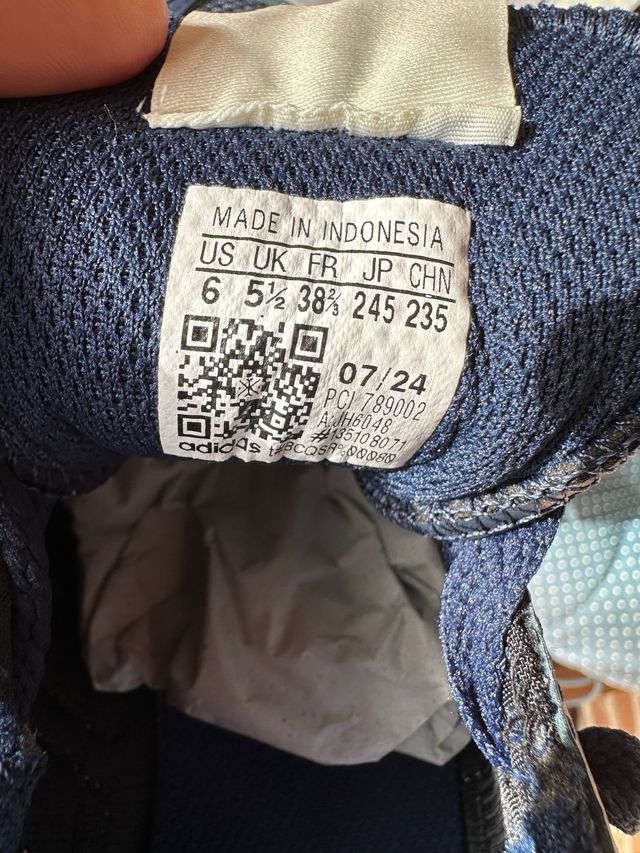 MADE IN INDONESIA
US UK FR JP CHN
6 5½ 38⅔ 245 235
07/24
PCI 789002
A:JH6048
#135108071
adidas